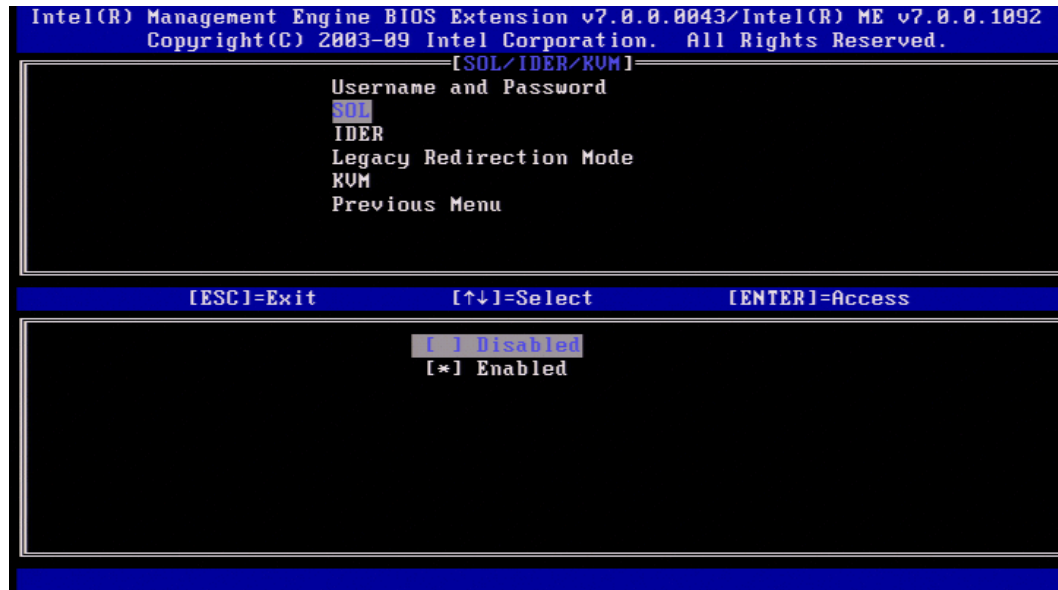 Intel(R) Management Engine BIOS Extension v7.0.0.0043/Intel(R) ME v7.0.0.1092
Copyright(C) 2003-09 Intel Corporation. All Rights Reserved.
[SOL/IDER/KVM]
Username and Password
SOL
IDER
Legacy Redirection Mode
KVM
Previous Menu
[ESC]=Exit [↑↓]=Select [ENTER]=Access
[ ] Disabled
[*] Enabled